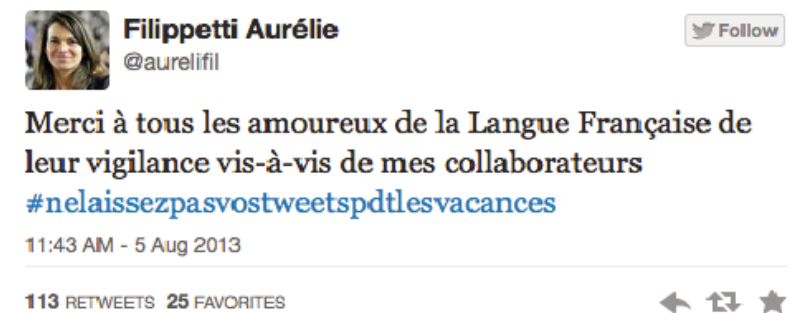 Filippetti Aurélie
@aurelifil
Follow
Merci à tous les amoureux de la Langue Française de
leur vigilance vis-à-vis de mes collaborateurs
#nelaissezpasvostweetspdtlesvacances
11:43 AM - 5 Aug 2013
113 RETWEETS 25 FAVORITES